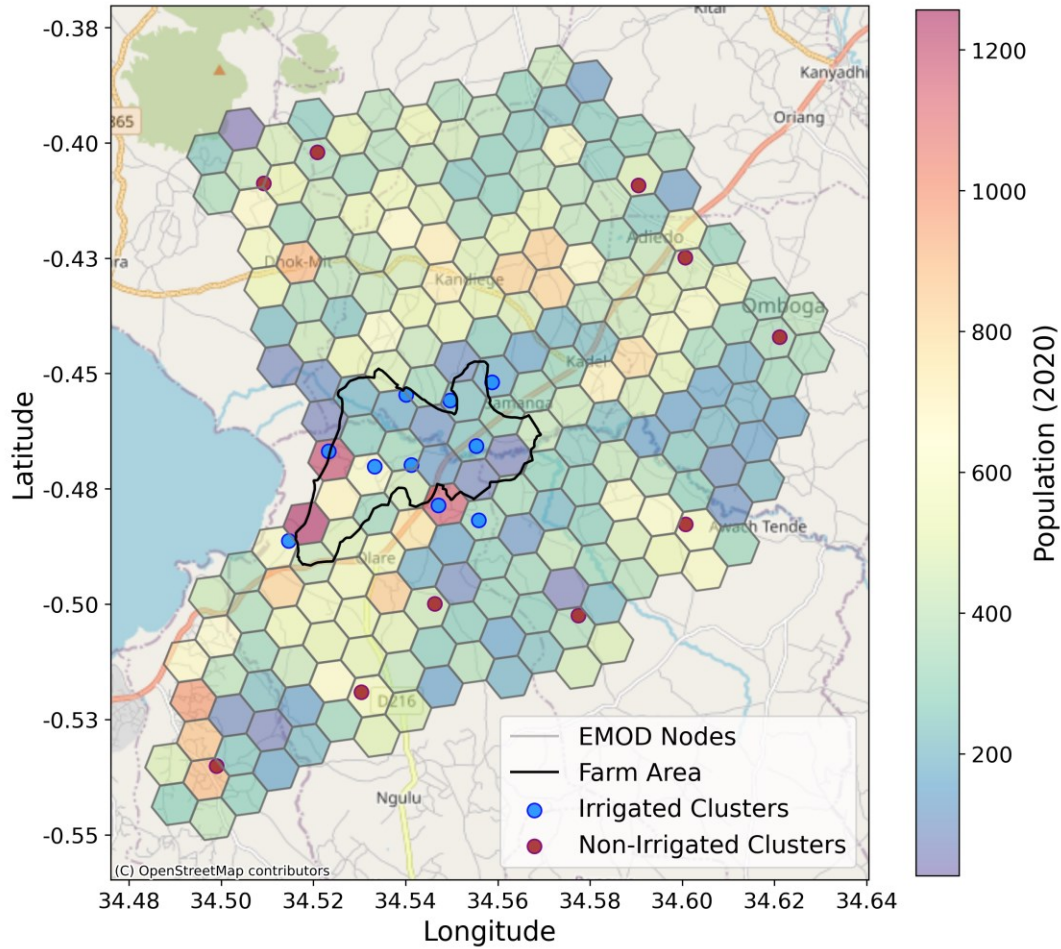 -0.38
-0.40
-0.43
-0.45
-0.48
-0.50
-0.53
-0.55
Latitude
34.48 34.50 34.52 34.54 34.56 34.58 34.60 34.62 34.64
Longitude
Kanyadhi
Oriang
365
ra
Dhok-Mit
Kandiege
Adiedo
Omboga
Kadel
Samanga
Awach Tende
Olare
D216
Ngulu
EMOD Nodes
Farm Area
Irrigated Clusters
Non-Irrigated Clusters
(C) OpenStreetMap contributors
1200
1000
800
600
400
200
Population (2020)